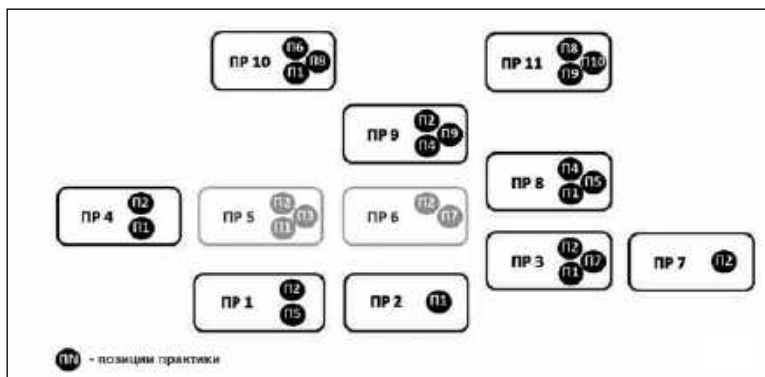 ПР 10 П6 П8 П1
ПР 11 П8 П10 П9
ПР 9 П2 П9 П4
ПР 8 П4 П5 П1
ПР 4 П2 П1
ПР 5 П2 П3 П1
ПР 6 П2 П7
ПР 3 П2 П7 П1
ПР 7 П2
ПР 1 П2 П5
ПР 2 П1
ПN - позиции практики